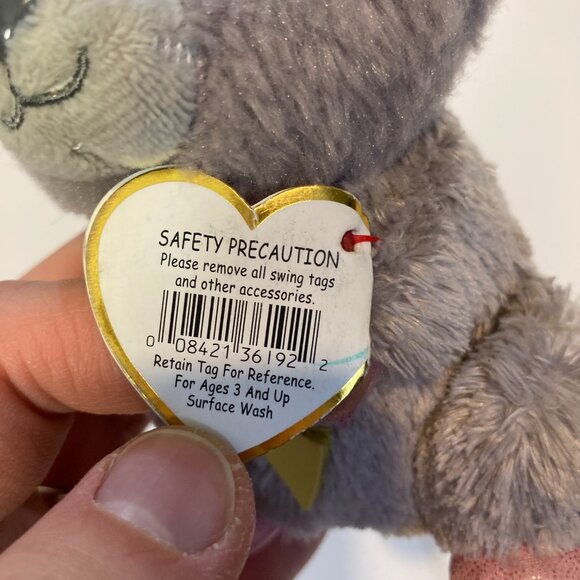 SAFETY PRECAUTION
Please remove all swing tags
and other accessories.
0 08421 36192 2
Retain Tag For Reference.
For Ages 3 And Up
Surface Wash